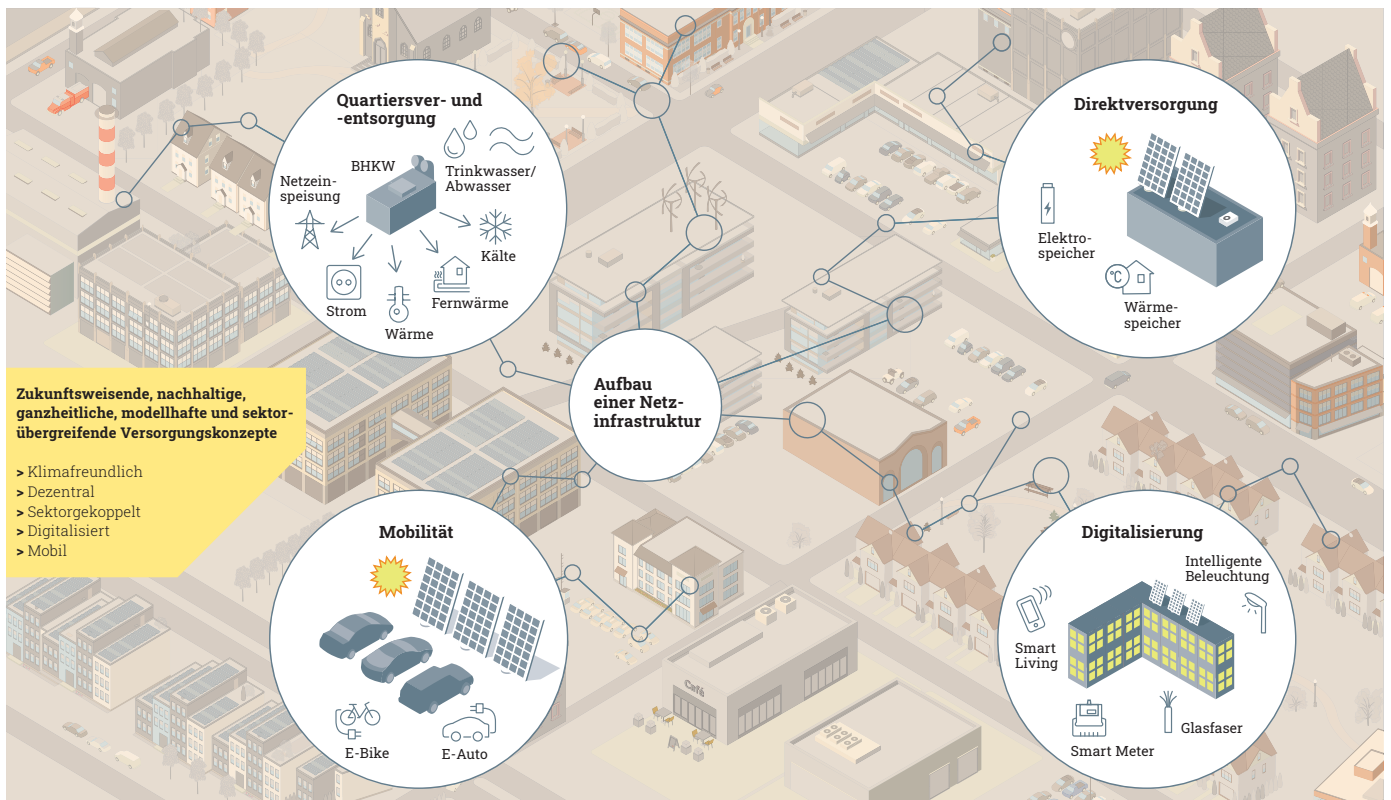 Quartiersver- und
-entsorgung
BHKW
Trinkwasser/
Abwasser
Netzein-
speisung
Kälte
Fernwärme
Strom
Wärme
Direktversorgung
Elektro-
speicher
°C
Wärme-
speicher
Aufbau
einer Netz-
infrastruktur
Zukunftsweisende, nachhaltige,
ganzheitliche, modellhafte und sektor-
übergreifende Versorgungskonzepte
> Klimafreundlich
> Dezentral
> Sektorgekoppelt
> Digitalisiert
> Mobil
Mobilität
E-Bike
E-Auto
Digitalisierung
Intelligente
Beleuchtung
Smart
Living
Glasfaser
Smart Meter
Café